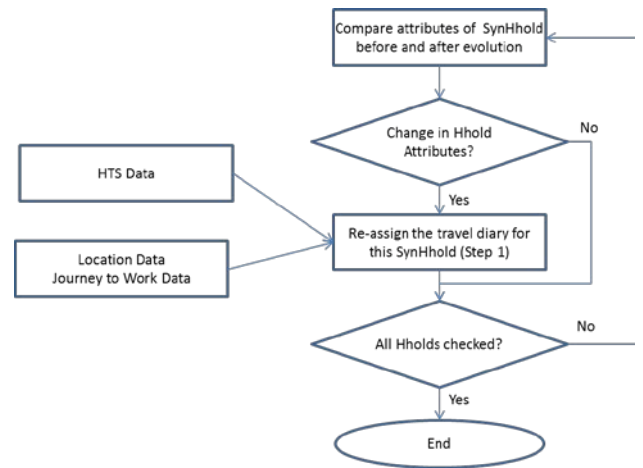 Compare attributes of SynHhold
before and after evolution
Change in Hhold
Attributes?
No
Yes
HTS Data
Re-assign the travel diary for
this SynHhold (Step 1)
Location Data
Journey to Work Data
All Hholds checked?
No
Yes
End